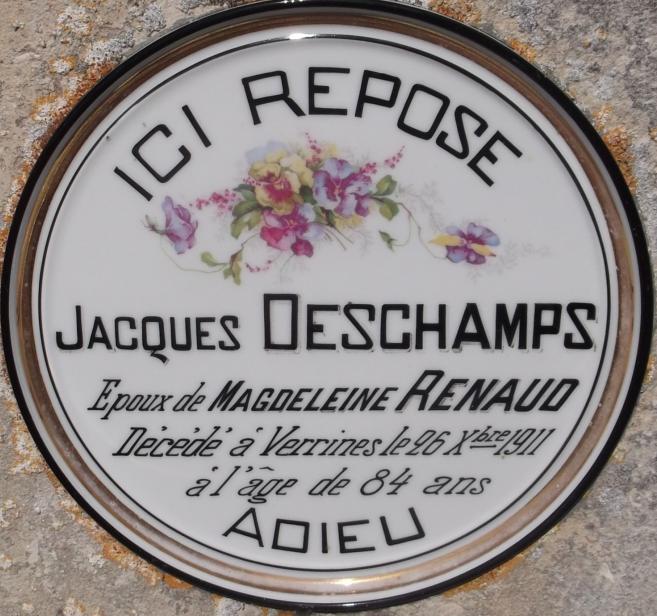 ICI REPOSE
JACQUES DESCHAMPS
Epoux de MAGDELEINE RENAUD
Décédé à Verrines le 26 Xbre 1911
à l'âge de 84 ans
ADIEU